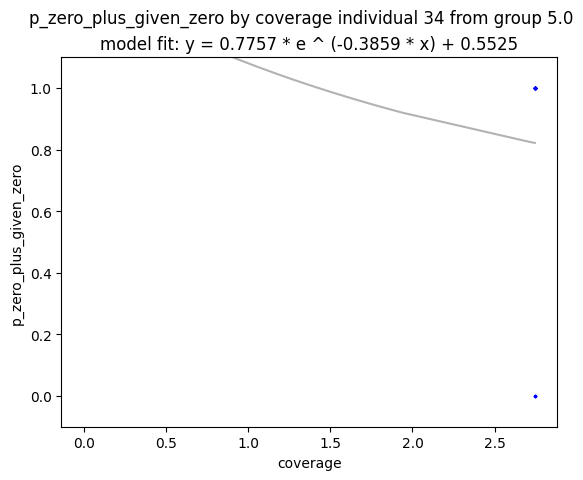 p_zero_plus_given_zero by coverage individual 34 from group 5.0
model fit: y = 0.7757 * e ^ (-0.3859 * x) + 0.5525
1.0
0.8
0.6
0.4
0.2
0.0
p_zero_plus_given_zero
0.0 0.5 1.0 1.5 2.0 2.5
coverage